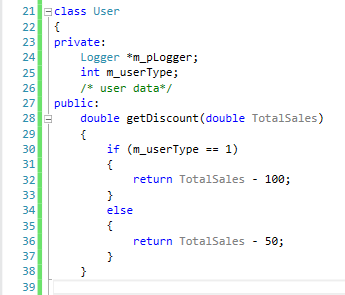 21 class User
22 {
23 private:
24     Logger *m_pLogger;
25     int m_userType;
26     /* user data*/
27 public:
28     double getDiscount(double TotalSales)
29     {
30         if (m_userType == 1)
31         {
32             return TotalSales - 100;
33         }
34         else
35         {
36             return TotalSales - 50;
37         }
38     }
39